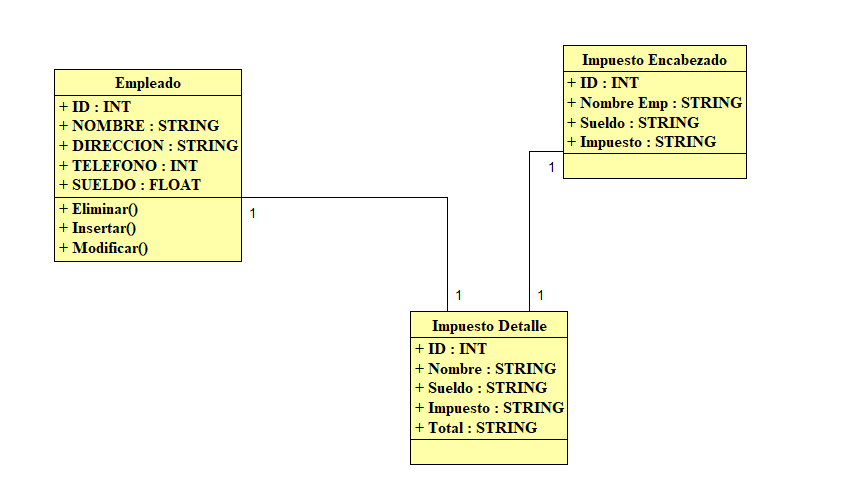 Empleado
+ ID : INT
+ NOMBRE : STRING
+ DIRECCION : STRING
+ TELEFONO : INT
+ SUELDO : FLOAT
+ Eliminar()
+ Insertar()
+ Modificar()
1
1
Impuesto Encabezado
+ ID : INT
+ Nombre Emp : STRING
+ Sueldo : STRING
+ Impuesto : STRING
1
1
Impuesto Detalle
+ ID : INT
+ Nombre : STRING
+ Sueldo : STRING
+ Impuesto : STRING
+ Total : STRING